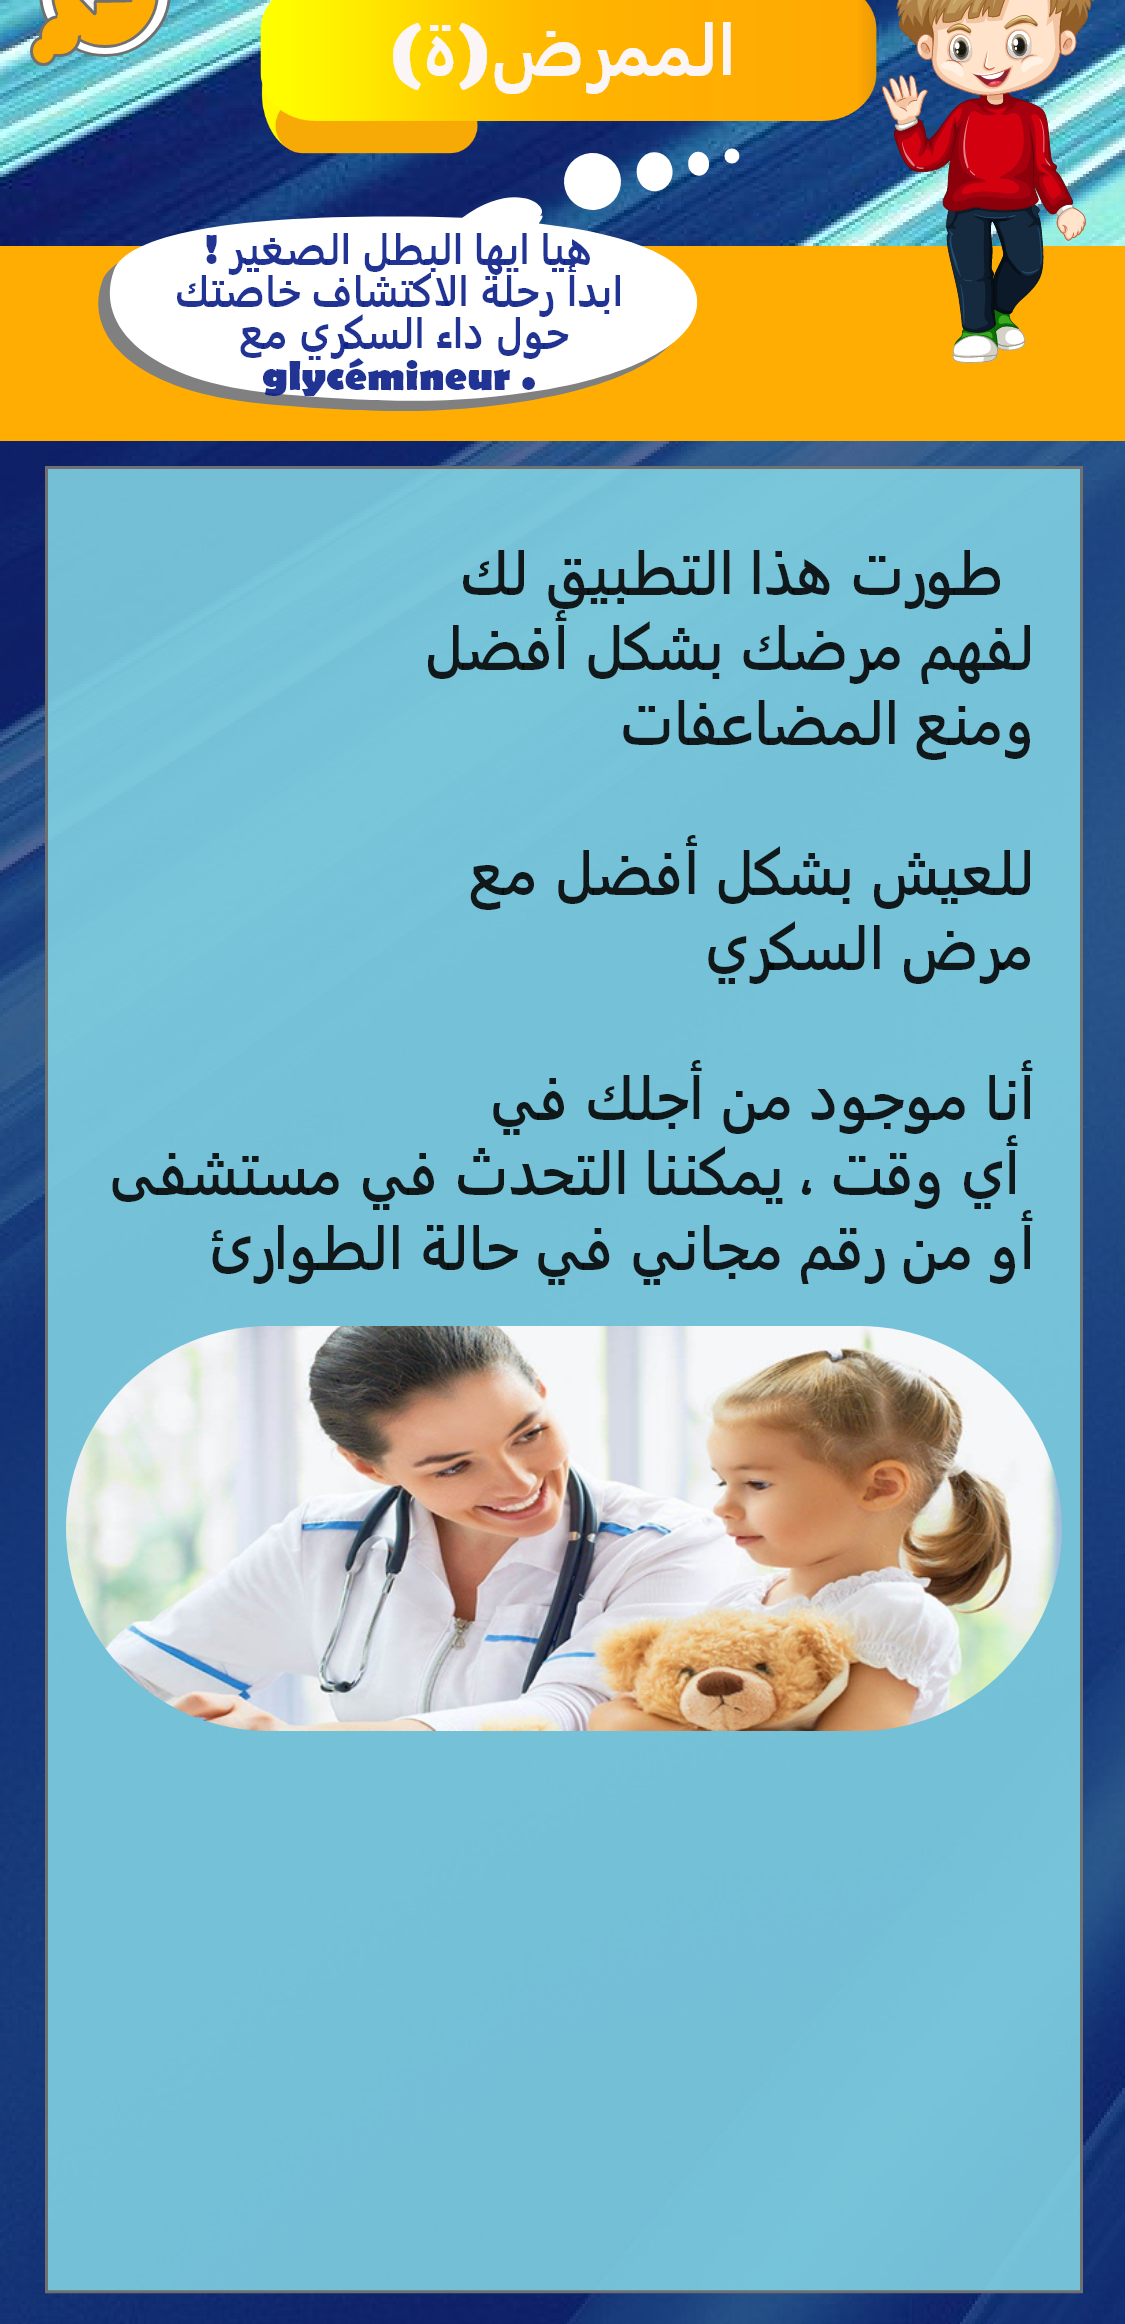 الممرض(ة)
هيا ايها البطل الصغير !
ابدأ رحلة الاكتشاف خاصتك
حول داء السكري مع
glycémineur .
طورت هذا التطبيق لك
لفهم مرضك بشكل أفضل
ومنع المضاعفات
للعيش بشكل أفضل مع
مرض السكري
أنا موجود من أجلك في
أي وقت ، يمكننا التحدث في مستشفى
أو من رقم مجاني في حالة الطوارئ